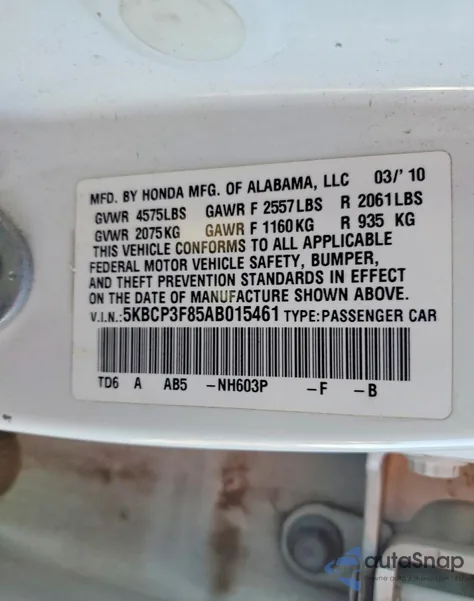 MFD. BY HONDA MFG. OF ALABAMA, LLC 03/'10
GVWR 4575LBS GAWR F 2557LBS R 2061LBS
GVWR 2075KG GAWR F 1160KG R 935 KG
THIS VEHICLE CONFORMS TO ALL APPLICABLE
FEDERAL MOTOR VEHICLE SAFETY, BUMPER,
AND THEFT PREVENTION STANDARDS IN EFFECT
ON THE DATE OF MANUFACTURE SHOWN ABOVE.
V.I.N.:5KBCP3F85AB015461 TYPE:PASSENGER CAR
TD6 A AB5 -NH603P -F -B
autaSnap